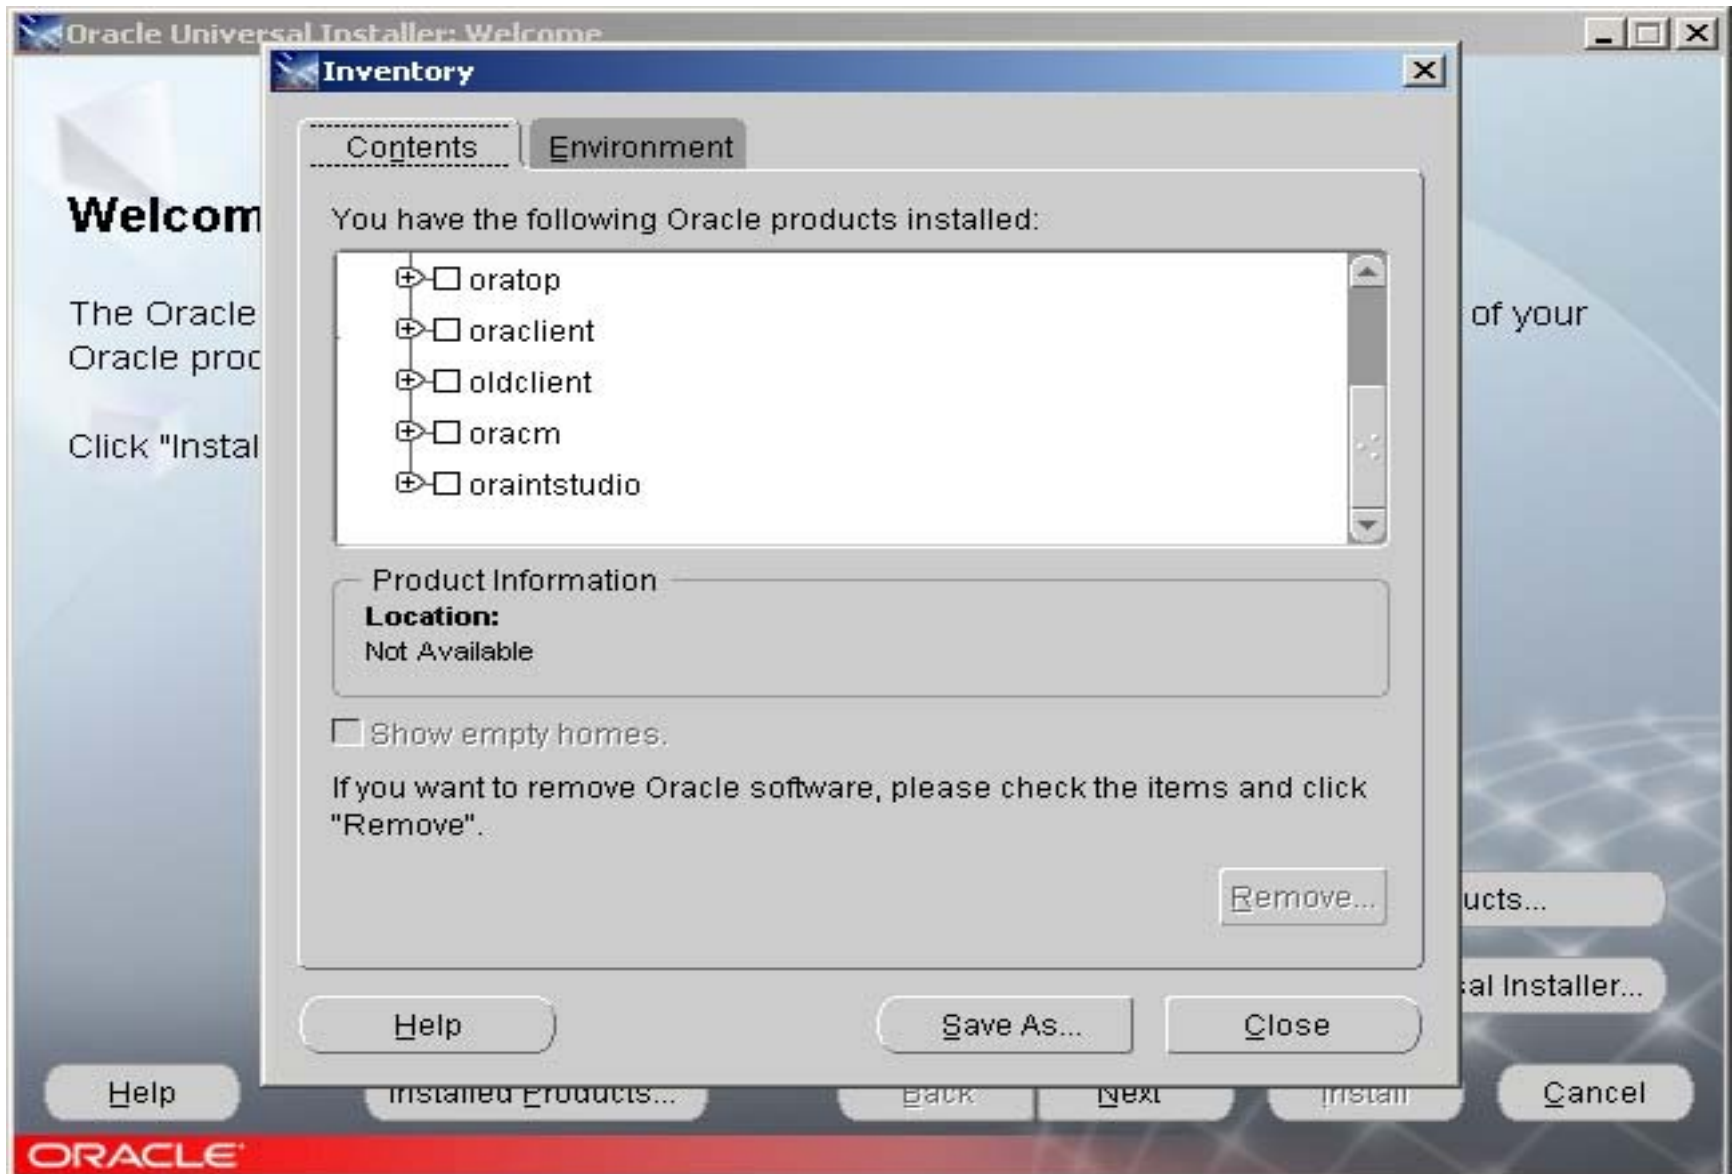 Oracle Universal Installer: Welcome
Inventory
Contents
Environment
Welcom
You have the following Oracle products installed:
oratop
The Oracle
of your
oraclient
Oracle prod
oldclient
oracm
Click "Instal
oraintstudio
Product Information
Location:
Not Available
Show empty homes.
If you want to remove Oracle software, please check the items and click
"Remove".
Remove...
ucts...
sal Installer...
Help
Save As...
Close
Help
Installed Products...
Back
Next
Install
Cancel
ORACLE